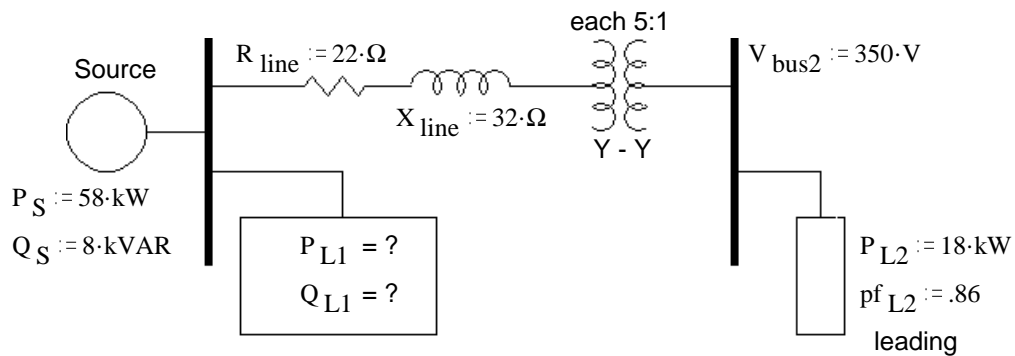 each 5:1
R line := 22·Ω
V bus2 := 350·V
Source
X line := 32·Ω
Y - Y
P S := 58·kW
Q S := 8·kVAR
P L1 = ?
Q L1 = ?
P L2 := 18·kW
pf L2 := .86
leading